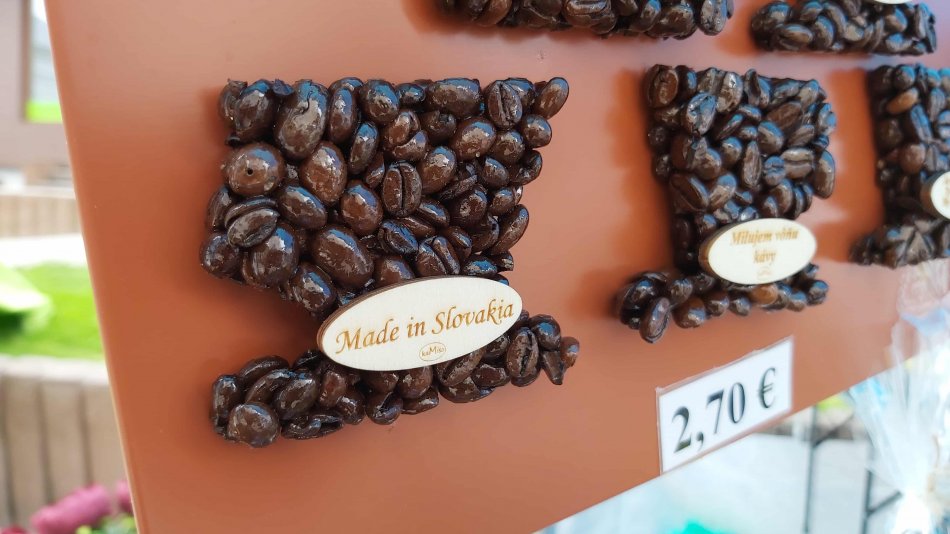 Made in Slovakia
kaMiko
Milujem vôňu
kávy
2,70 €